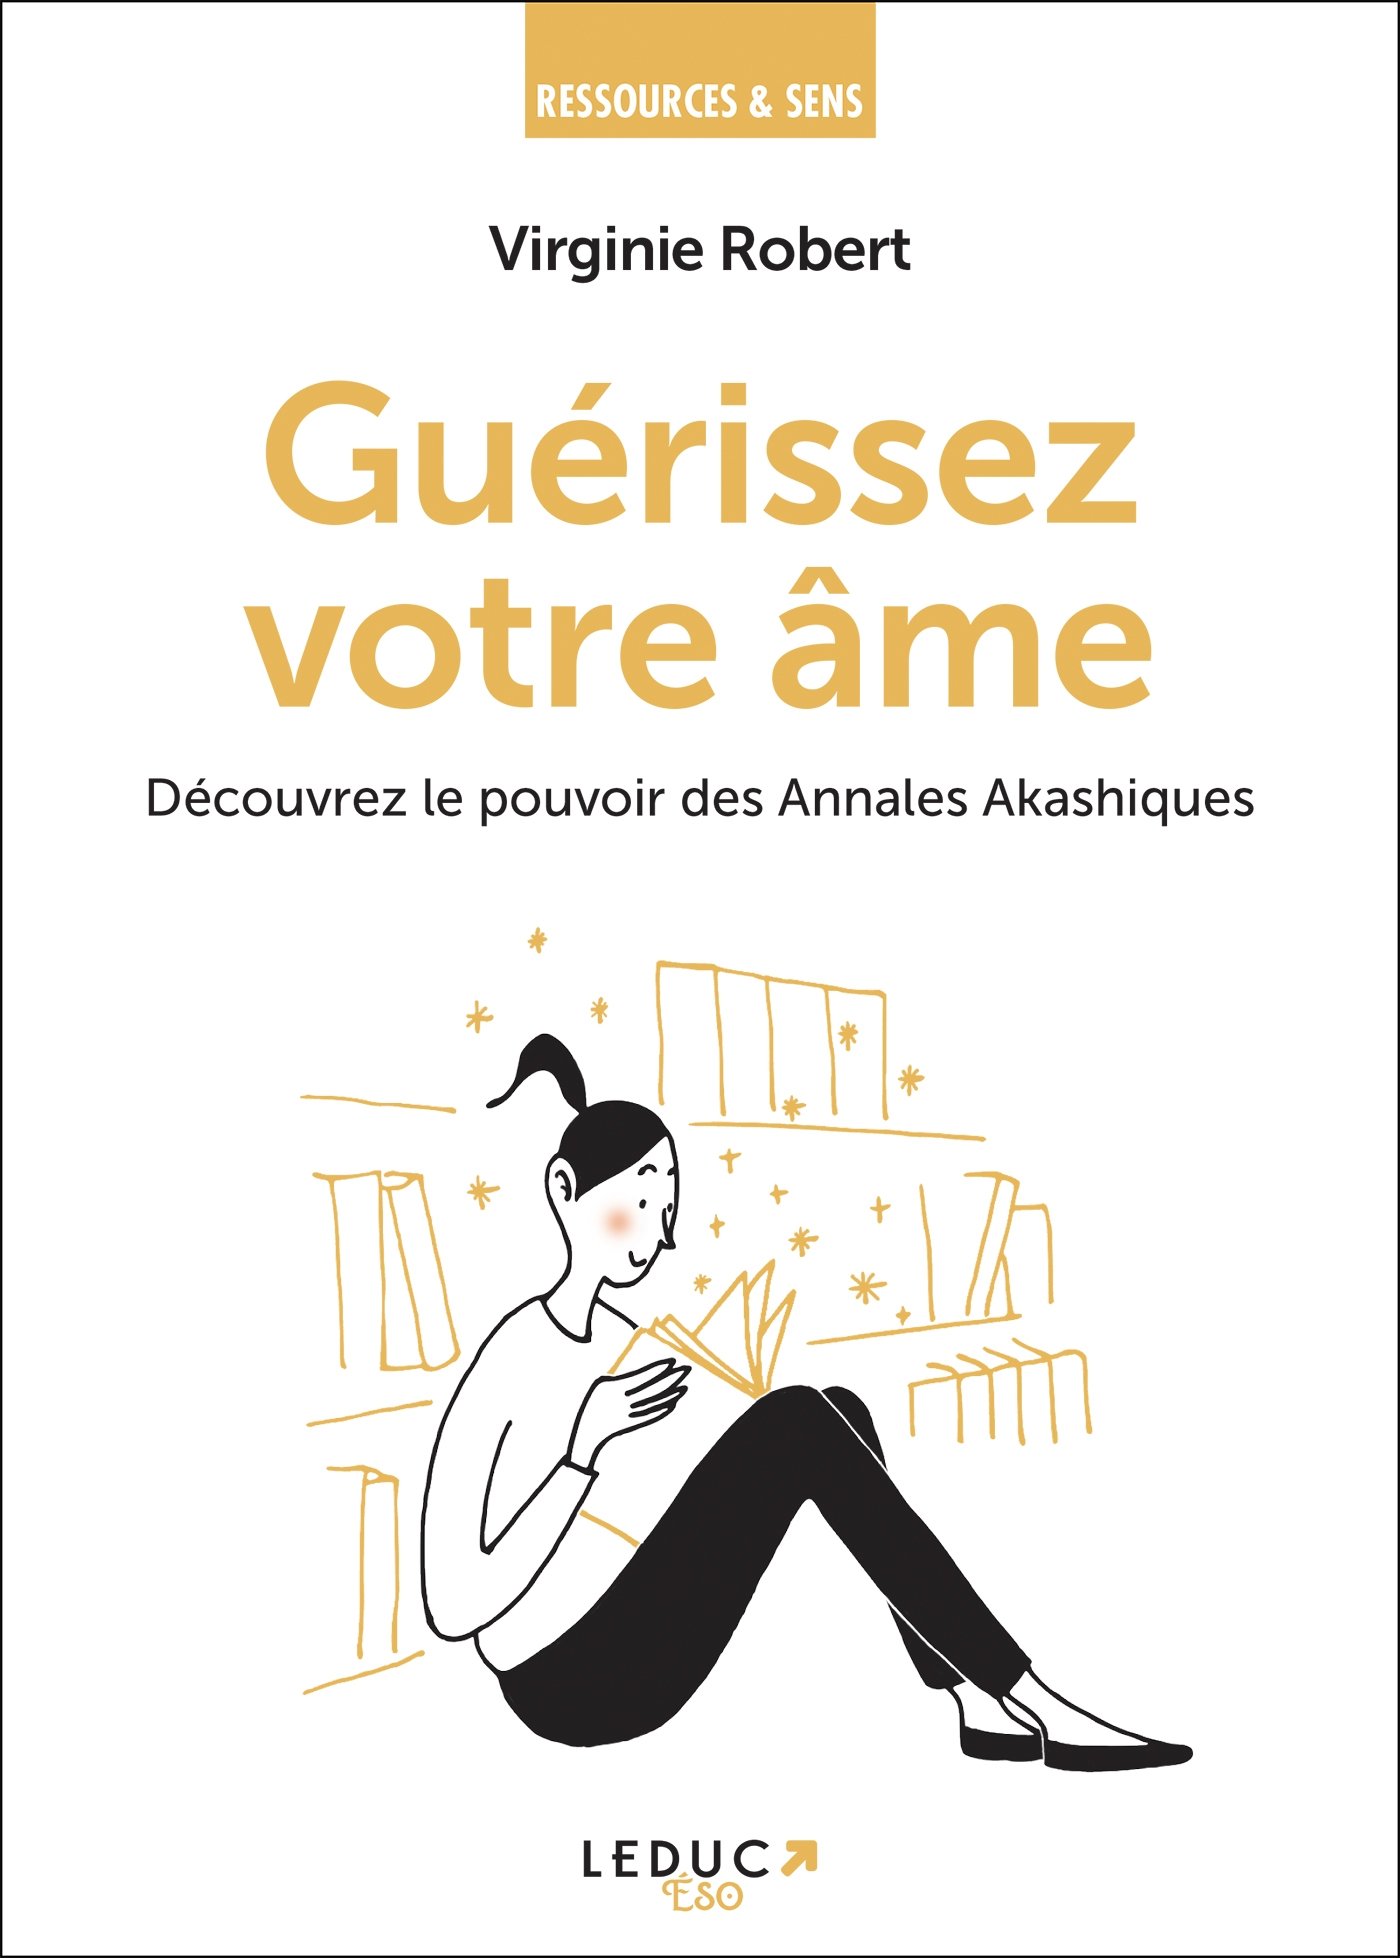 RESSOURCES & SENS
Virginie Robert
Guérissez
votre âme
Découvrez le pouvoir des Annales Akashiques
LEDUC
ÉSO